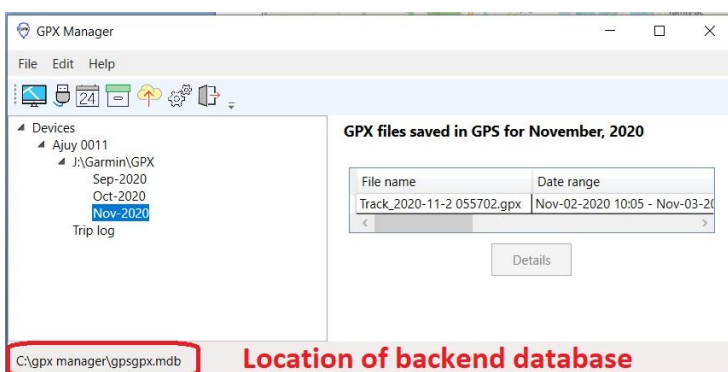 GPX Manager
File Edit Help
24
Devices
Ajuy 0011
J:\Garmin\GPX
Sep-2020
Oct-2020
Nov-2020
Trip log
GPX files saved in GPS for November, 2020
File name Date range
Track_2020-11-2 055702.gpx Nov-02-2020 10:05 - Nov-03-20
Details
C:\gpx manager\gpsgpx.mdb
Location of backend database